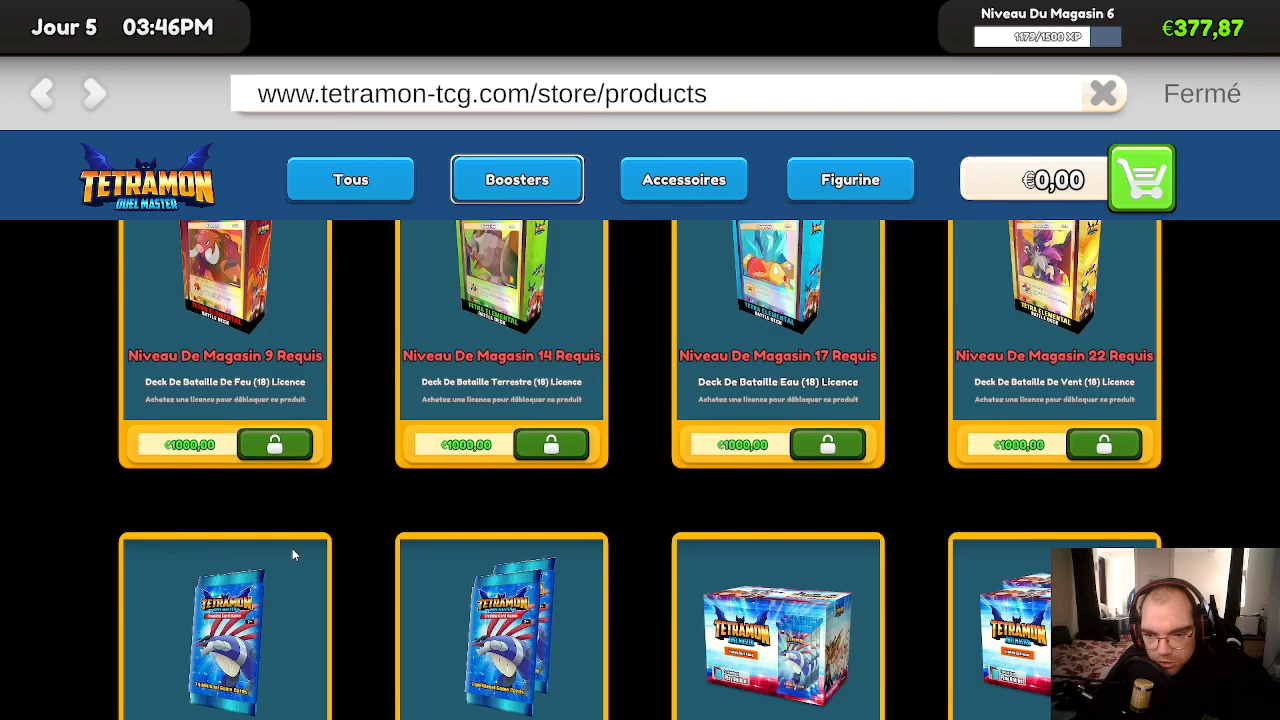 Jour 5 03:46PM
Niveau Du Magasin 6
1179/1500 XP
€377,87
www.tetramon-tcg.com/store/products
Fermé
TETRAMON
DUEL MASTER
Tous
Boosters
Accessoires
Figurine
€0,00
Niveau De Magasin 9 Requis
Niveau De Magasin 14 Requis
Niveau De Magasin 17 Requis
Niveau De Magasin 22 Requis
Deck De Bataille De Feu (18) Licence
Deck De Bataille Terrestre (18) Licence
Deck De Bataille Eau (18) Licence
Deck De Bataille De Vent (18) Licence
Achetez une licence pour débloquer ce produit
Achetez une licence pour débloquer ce produit
Achetez une licence pour débloquer ce produit
Achetez une licence pour débloquer ce produit
€1000,00
€1000,00
€1000,00
€1000,00
TETRAMON
TETRAMON
TETRAMON
TETRAMON